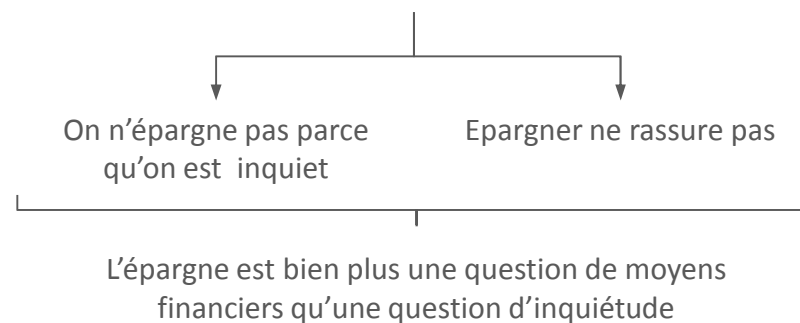 On n’épargne pas parce
qu’on est inquiet
Epargner ne rassure pas
L’épargne est bien plus une question de moyens
financiers qu’une question d’inquiétude